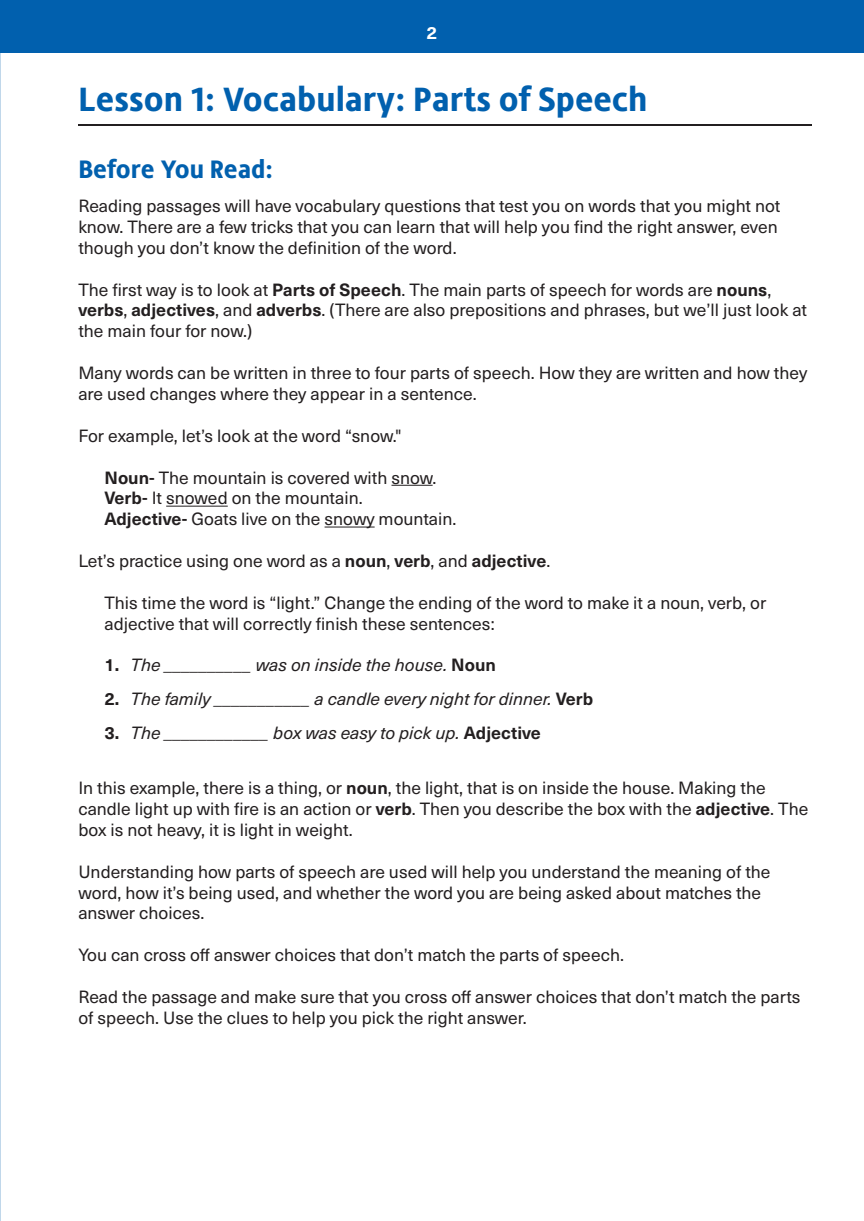 2
Lesson 1: Vocabulary: Parts of Speech
Before You Read:
Reading passages will have vocabulary questions that test you on words that you might not
know. There are a few tricks that you can learn that will help you find the right answer, even
though you don’t know the definition of the word.
The first way is to look at Parts of Speech. The main parts of speech for words are nouns,
verbs, adjectives, and adverbs. (There are also prepositions and phrases, but we’ll just look at
the main four for now.)
Many words can be written in three to four parts of speech. How they are written and how they
are used changes where they appear in a sentence.
For example, let’s look at the word “snow."
Noun- The mountain is covered with snow.
Verb- It snowed on the mountain.
Adjective- Goats live on the snowy mountain.
Let’s practice using one word as a noun, verb, and adjective.
This time the word is “light.” Change the ending of the word to make it a noun, verb, or
adjective that will correctly finish these sentences:
1. The __________ was on inside the house. Noun
2. The family ___________ a candle every night for dinner. Verb
3. The ____________ box was easy to pick up. Adjective
In this example, there is a thing, or noun, the light, that is on inside the house. Making the
candle light up with fire is an action or verb. Then you describe the box with the adjective. The
box is not heavy, it is light in weight.
Understanding how parts of speech are used will help you understand the meaning of the
word, how it’s being used, and whether the word you are being asked about matches the
answer choices.
You can cross off answer choices that don’t match the parts of speech.
Read the passage and make sure that you cross off answer choices that don’t match the parts
of speech. Use the clues to help you pick the right answer.